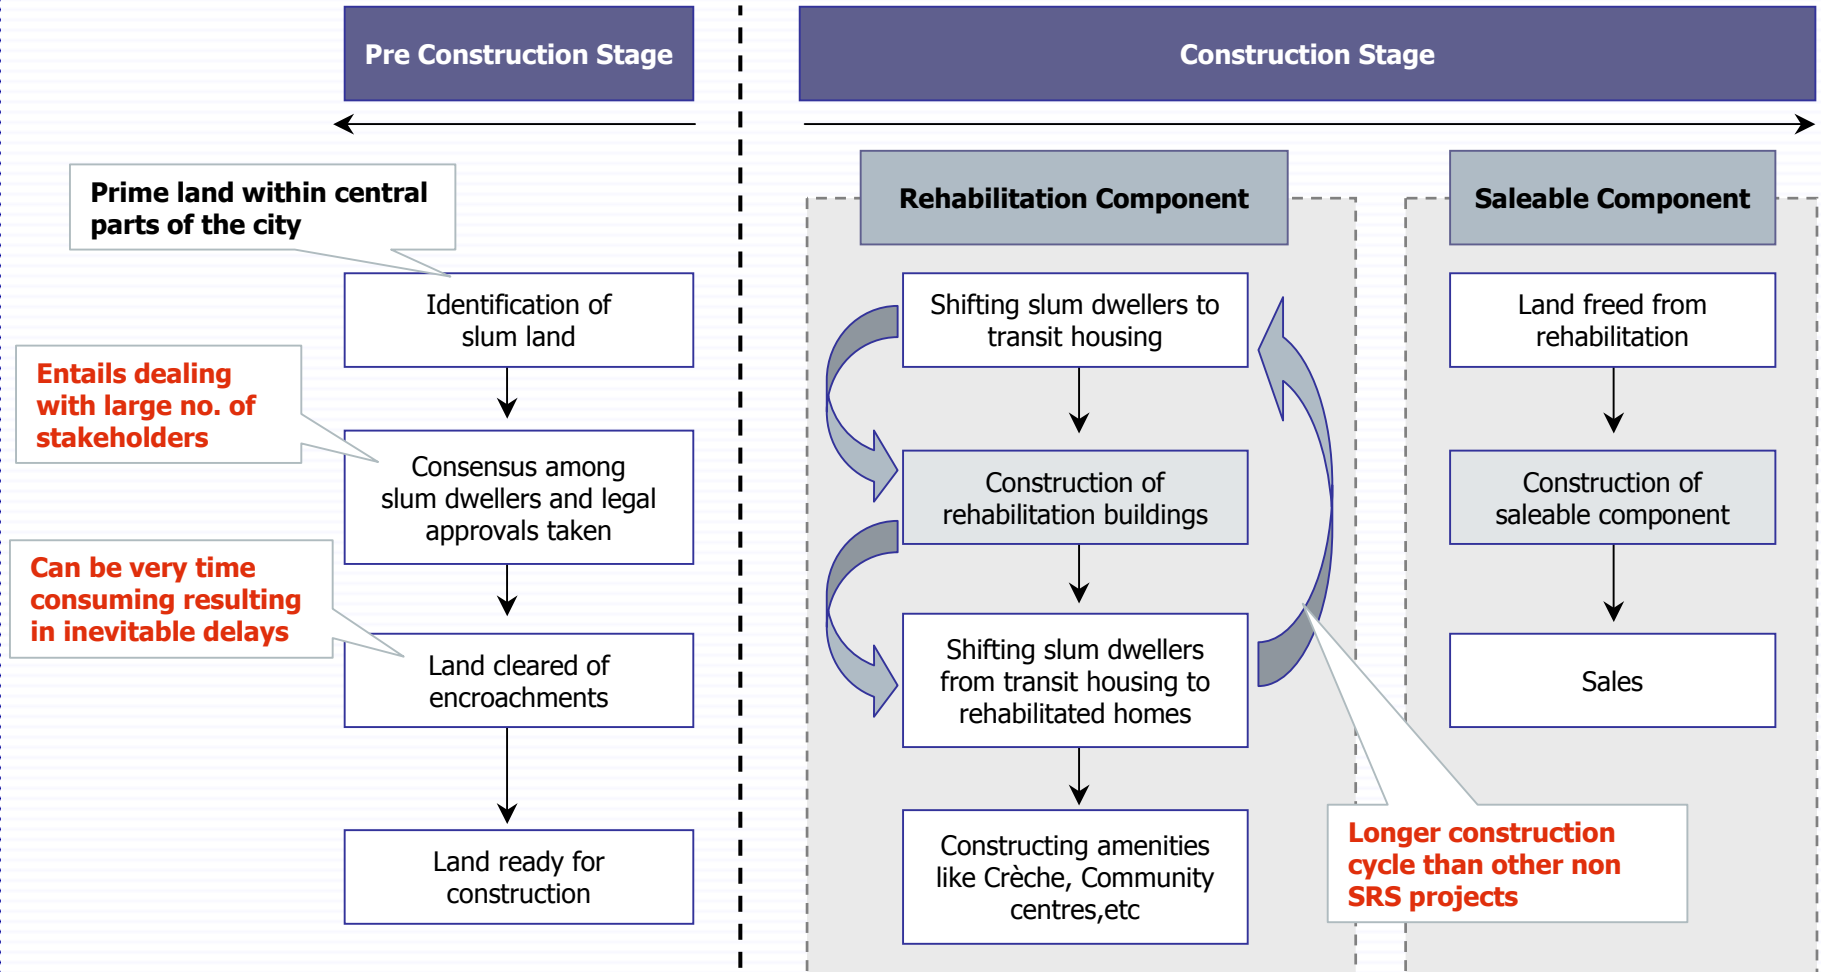 Pre Construction Stage
Construction Stage
Prime land within central
parts of the city
Identification of
slum land
Entails dealing
with large no. of
stakeholders
Consensus among
slum dwellers and legal
approvals taken
Can be very time
consuming resulting
in inevitable delays
Land cleared of
encroachments
Land ready for
construction
Rehabilitation Component
Shifting slum dwellers to
transit housing
Construction of
rehabilitation buildings
Shifting slum dwellers
from transit housing to
rehabilitated homes
Constructing amenities
like Crèche, Community
centres,etc
Longer construction
cycle than other non
SRS projects
Saleable Component
Land freed from
rehabilitation
Construction of
saleable component
Sales